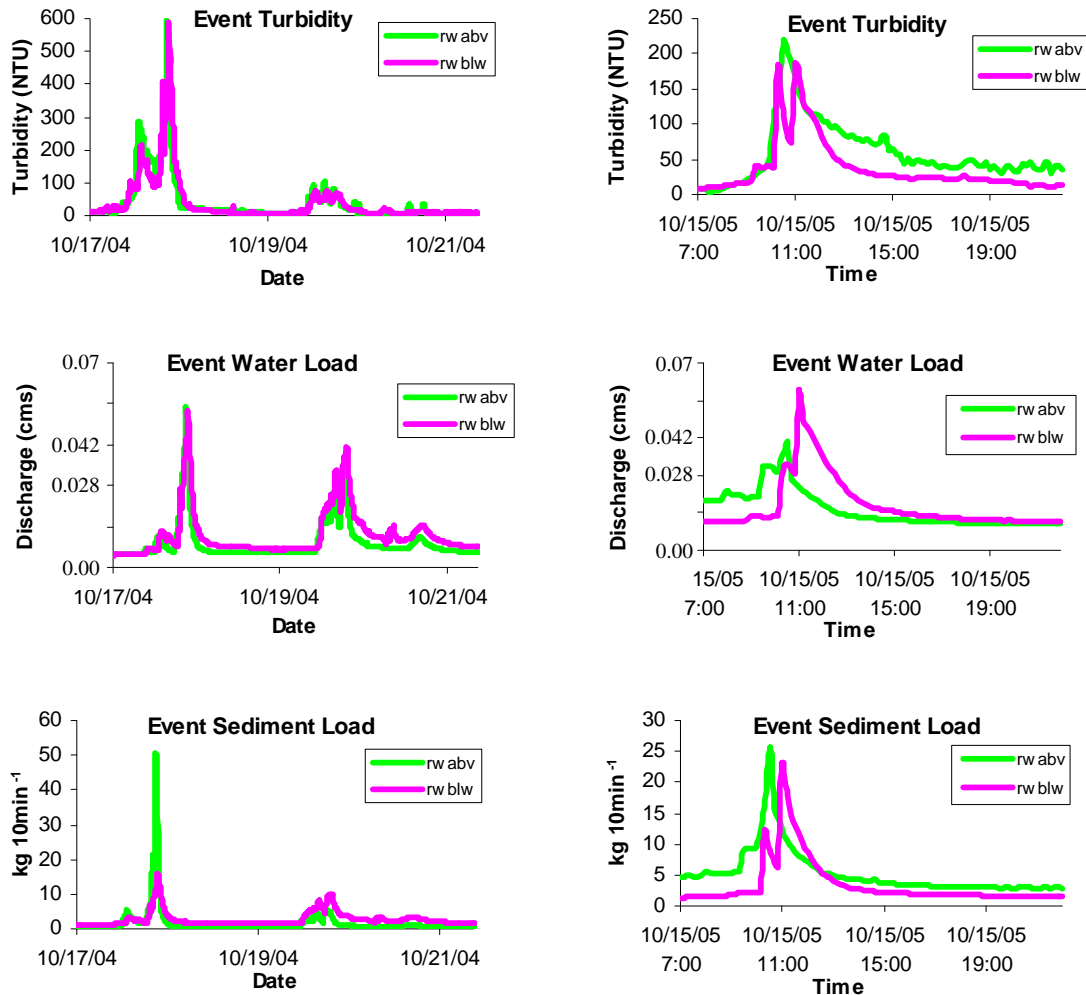 Event Turbidity
Turbidity (NTU)
600
500
400
300
200
100
0
rw abv
rw blw
10/17/04
10/19/04
10/21/04
Date
Event Turbidity
Turbidity (NTU)
250
200
150
100
50
0
rw abv
rw blw
10/15/05 10/15/05 10/15/05 10/15/05
7:00 11:00 15:00 19:00
Time
Event Water Load
Discharge (cms)
0.07
0.042
0.028
0.00
rw abv
rw blw
10/17/04
10/19/04
10/21/04
Date
Event Water Load
Discharge (cms)
0.07
0.042
0.028
0.00
rw abv
rw blw
15/05 10/15/05 10/15/05 10/15/05
7:00 11:00 15:00 19:00
Time
Event Sediment Load
kg 10min⁻¹
60
50
40
30
20
10
0
rw abv
rw blw
10/17/04
10/19/04
10/21/04
Date
Event Sediment Load
kg 10min⁻¹
30
25
20
15
10
5
0
rw abv
rw blw
10/15/05 10/15/05 10/15/05 10/15/05
7:00 11:00 15:00 19:00
Time